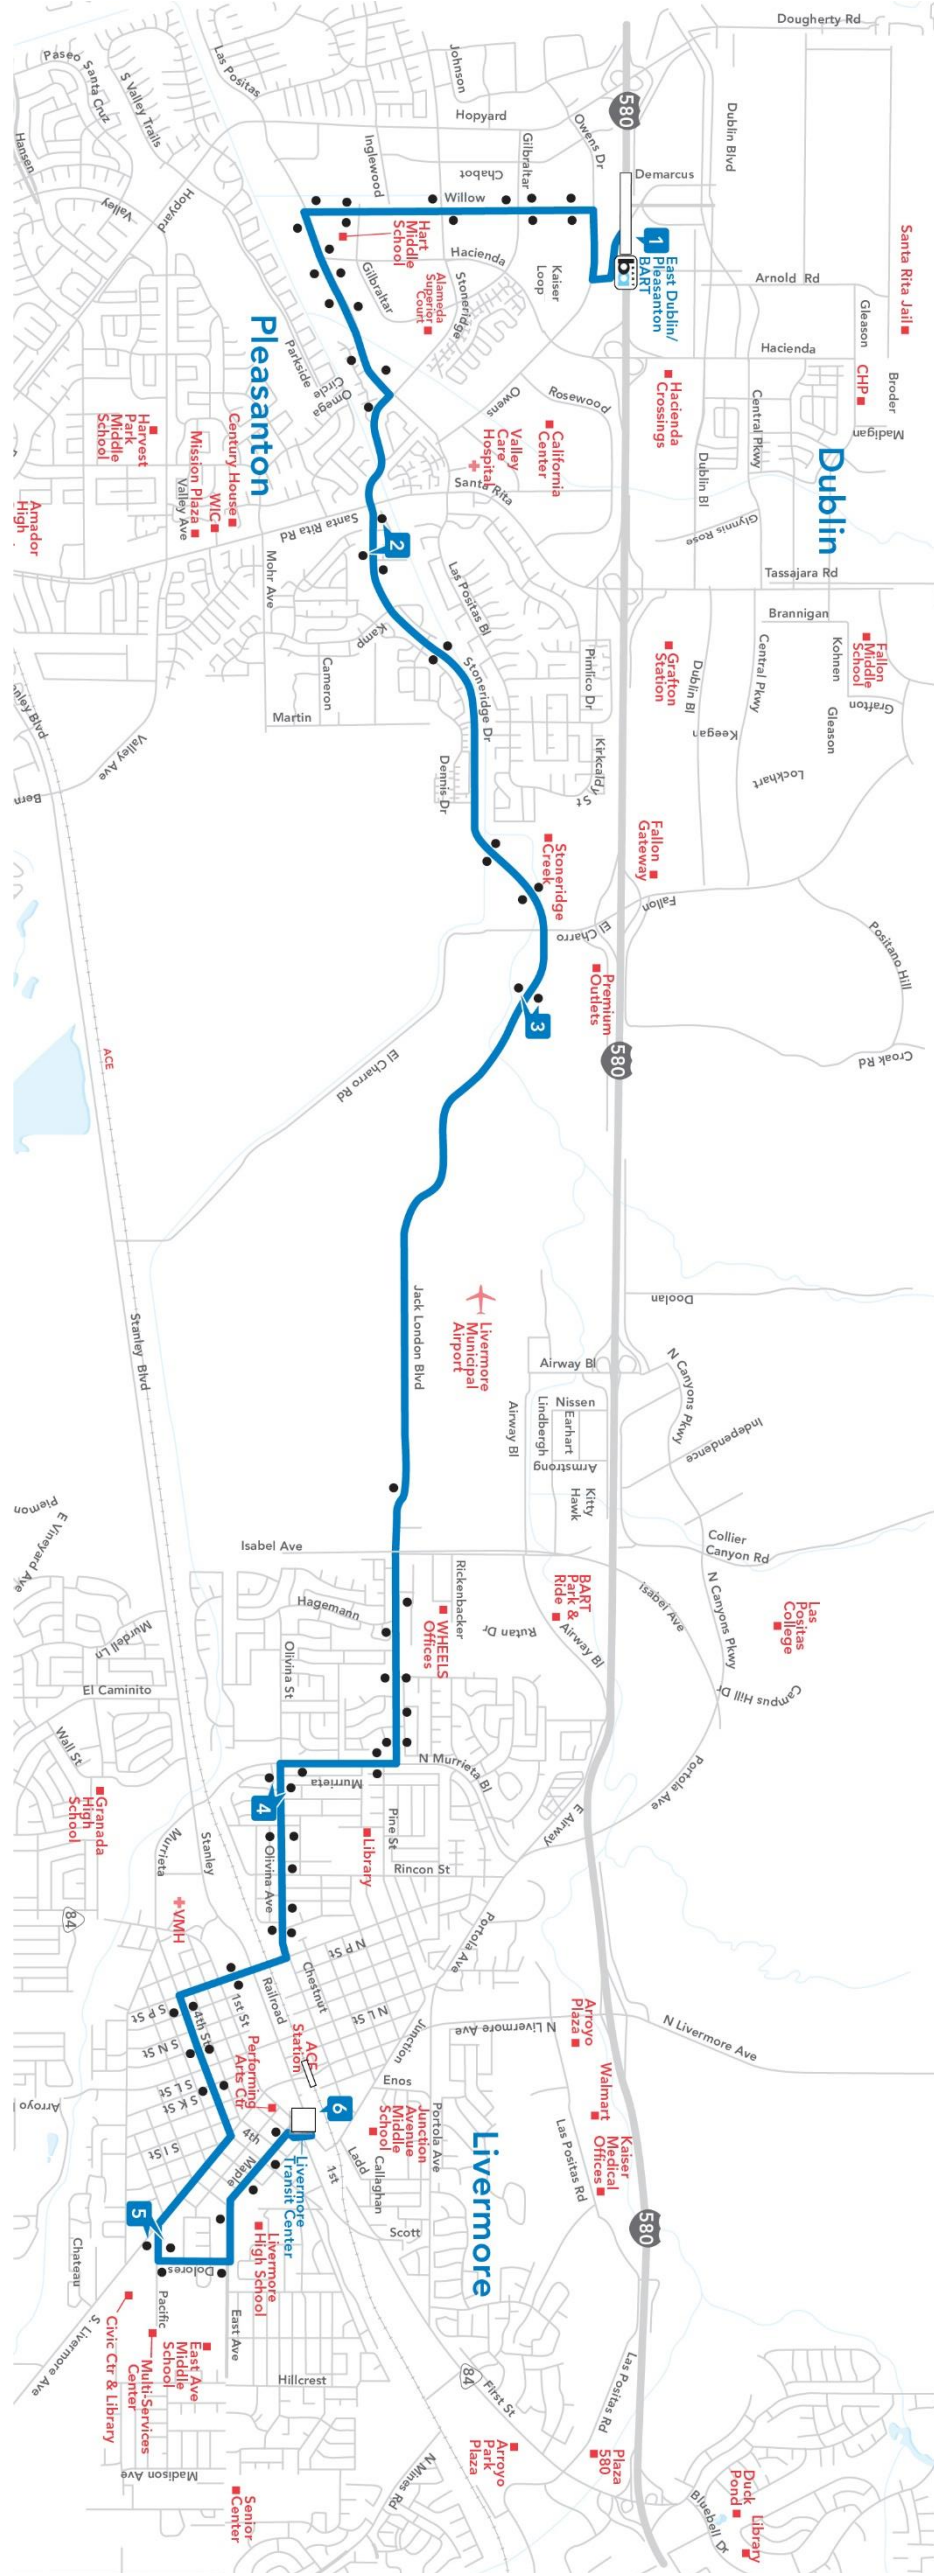 Dougherty Rd
Las Positas
Johnson
Hopyard
580
Dublin Blvd
Owens Dr
Paseo Santa Cruz
S Valley Trails
Hansen
Inglewood
Chabot
Gilbraltar
Demarcus
Willow
Hopyard
Valley
Hart
Middle
School
Hacienda
Kaiser
Loop
1
East Dublin/
Pleasanton
BART
b
Arnold Rd
Santa Rita Jail
Gilbraltar
Alameda
Superior
Court
Stoneridge
Gleason
Hacienda
Parkside
Omega
Circle
Pleasanton
Owens
Rosewood
Hacienda
Crossings
CHP
Broder
Madigan
Central Pkwy
Dublin
Harvest
Park
Middle
School
Century House
Mission Plaza
WIC
Valley Ave
Amador
High
California
Center
Valley
Care
Hospital
Santa Rita
Dublin Bl
Glynnis Rose
Santa Rita Rd
2
Mohr Ave
Las Positas Bl
Tassajara Rd
Brannigan
Kamp
Cameron
Martin
Stoneridge Dr
Pimlico Dr
Grafton
Station
Dublin Bl
Central Pkwy
Kohnen
Fallon
Middle
School
Grafton
Gleason
Keegan
Lockhart
nley Blvd
Valley Ave
Bern
Dennis Dr
Kirkcaldy
St
Stoneridge
Creek
Fallon
Gateway
Fallon
El Charro
Positano Hill
Premium
Outlets
3
580
Croak Rd
ACE
El Charro Rd
Stanley Blvd
Jack London Blvd
Livermore
Municipal
Airport
Doolan
Airway Bl
Nissen
Lindbergh
Earhart
Armstrong
Airway Bl
Kitty
Hawk
N Canyons Pkwy
Independence
Piemon
E Vineyard Ave
Isabel Ave
Collier
Canyon Rd
Hagemann
Rickenbacker
WHEELS
Offices
Rutan Dr
BART
Park &
Ride
Airway Bl
Isabel Ave
N Canyons Pkwy
Las
Positas
College
Murdell Ln
Olivina St
El Caminito
Campus Hill Dr
Wall St
Granada
High
School
N Murrieta Bl
Murrieta
4
Pine St
Library
Rincon St
E Airway
Portola Ave
Murrieta
Stanley
Olivina Ave
VMH
84
N P St
Portola Ave
Chestnut
Railroad
1st St
S P St
4th St
S N St
S L St
S K St
S I St
Arroyo
N L St
Junction
N Livermore Ave
N Livermore Ave
Arroyo
Plaza
ACE
Station
Performing
Arts Ctr
Enos
6
Junction
Avenue
Middle
School
Portola Ave
Walmart
Kaiser
Medical
Offices
Las Positas Rd
4th
Maple
Livermore
Transit Center
1st
Ladd
Callaghan
Scott
Livermore
580
5
Dolores
Livermore
High School
Chateau
Pacific
East Ave
S. Livermore Ave
Civic Ctr & Library
Multi-Services
Center
East Ave
Middle
School
Hillcrest
84
First St
Las Positas Rd
Madison Ave
Senior
Center
N Mines Rd
Arroyo
Park
Plaza
Plaza
580
Duck
Pond
Library
Bluebell Dr